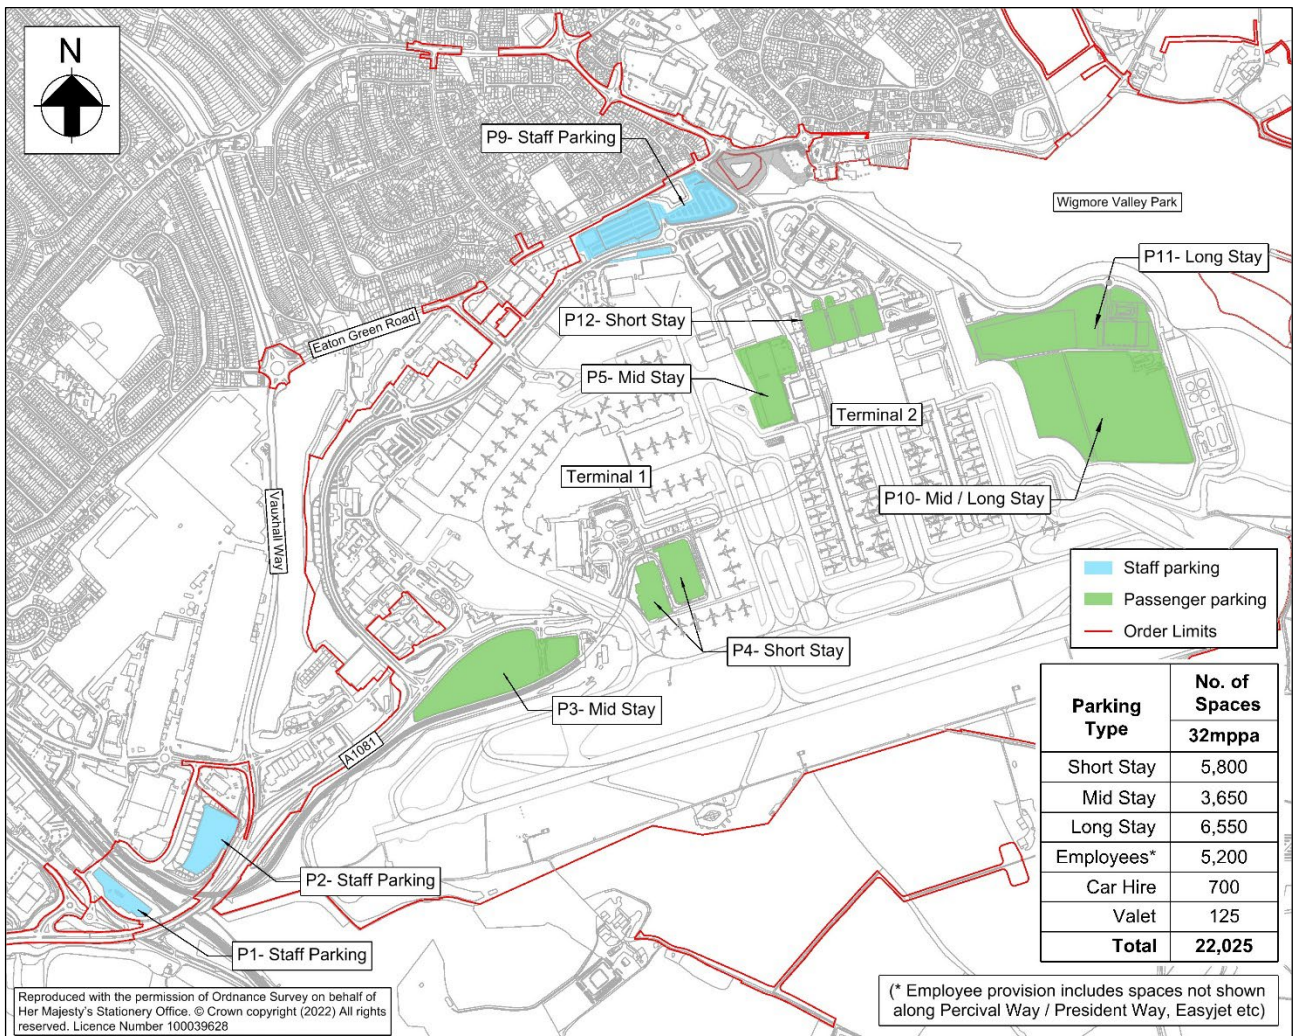 N
P9- Staff Parking
Wigmore Valley Park
P11- Long Stay
P12- Short Stay
Eaton Green Road
P5- Mid Stay
Terminal 2
Terminal 1
P10- Mid / Long Stay
Vauxhall Way
P4- Short Stay
P3- Mid Stay
A1081
P2- Staff Parking
P1- Staff Parking
Staff parking
Passenger parking
Order Limits
Parking Type No. of Spaces
32mppa
Short Stay 5,800
Mid Stay 3,650
Long Stay 6,550
Employees* 5,200
Car Hire 700
Valet 125
Total 22,025
(* Employee provision includes spaces not shown
along Percival Way / President Way, Easyjet etc)
Reproduced with the permission of Ordnance Survey on behalf of
Her Majesty's Stationery Office. © Crown copyright (2022) All rights
reserved. Licence Number 100039628